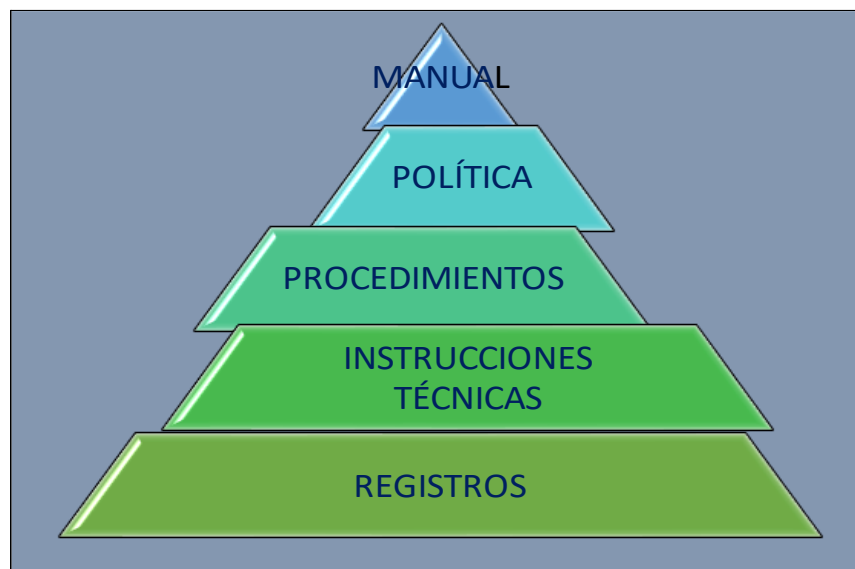 MANUAL
POLÍTICA
PROCEDIMIENTOS
INSTRUCCIONES
TÉCNICAS
REGISTROS